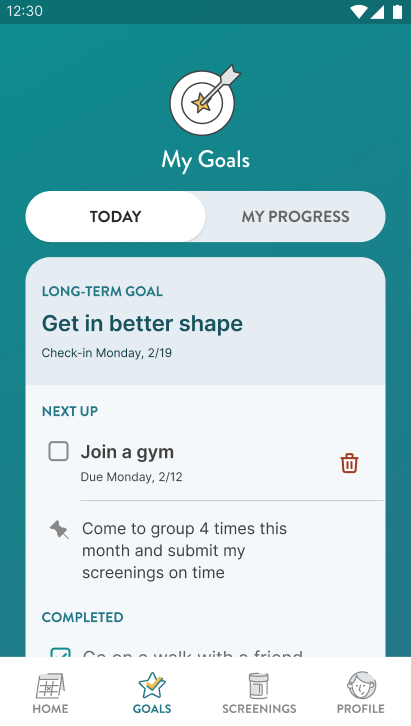 12:30
My Goals
TODAY
MY PROGRESS
LONG-TERM GOAL
Get in better shape
Check-in Monday, 2/19
NEXT UP
Join a gym
Due Monday, 2/12
Come to group 4 times this
month and submit my
screenings on time
COMPLETED
Go on a walk with a friend
HOME
GOALS
SCREENINGS
PROFILE